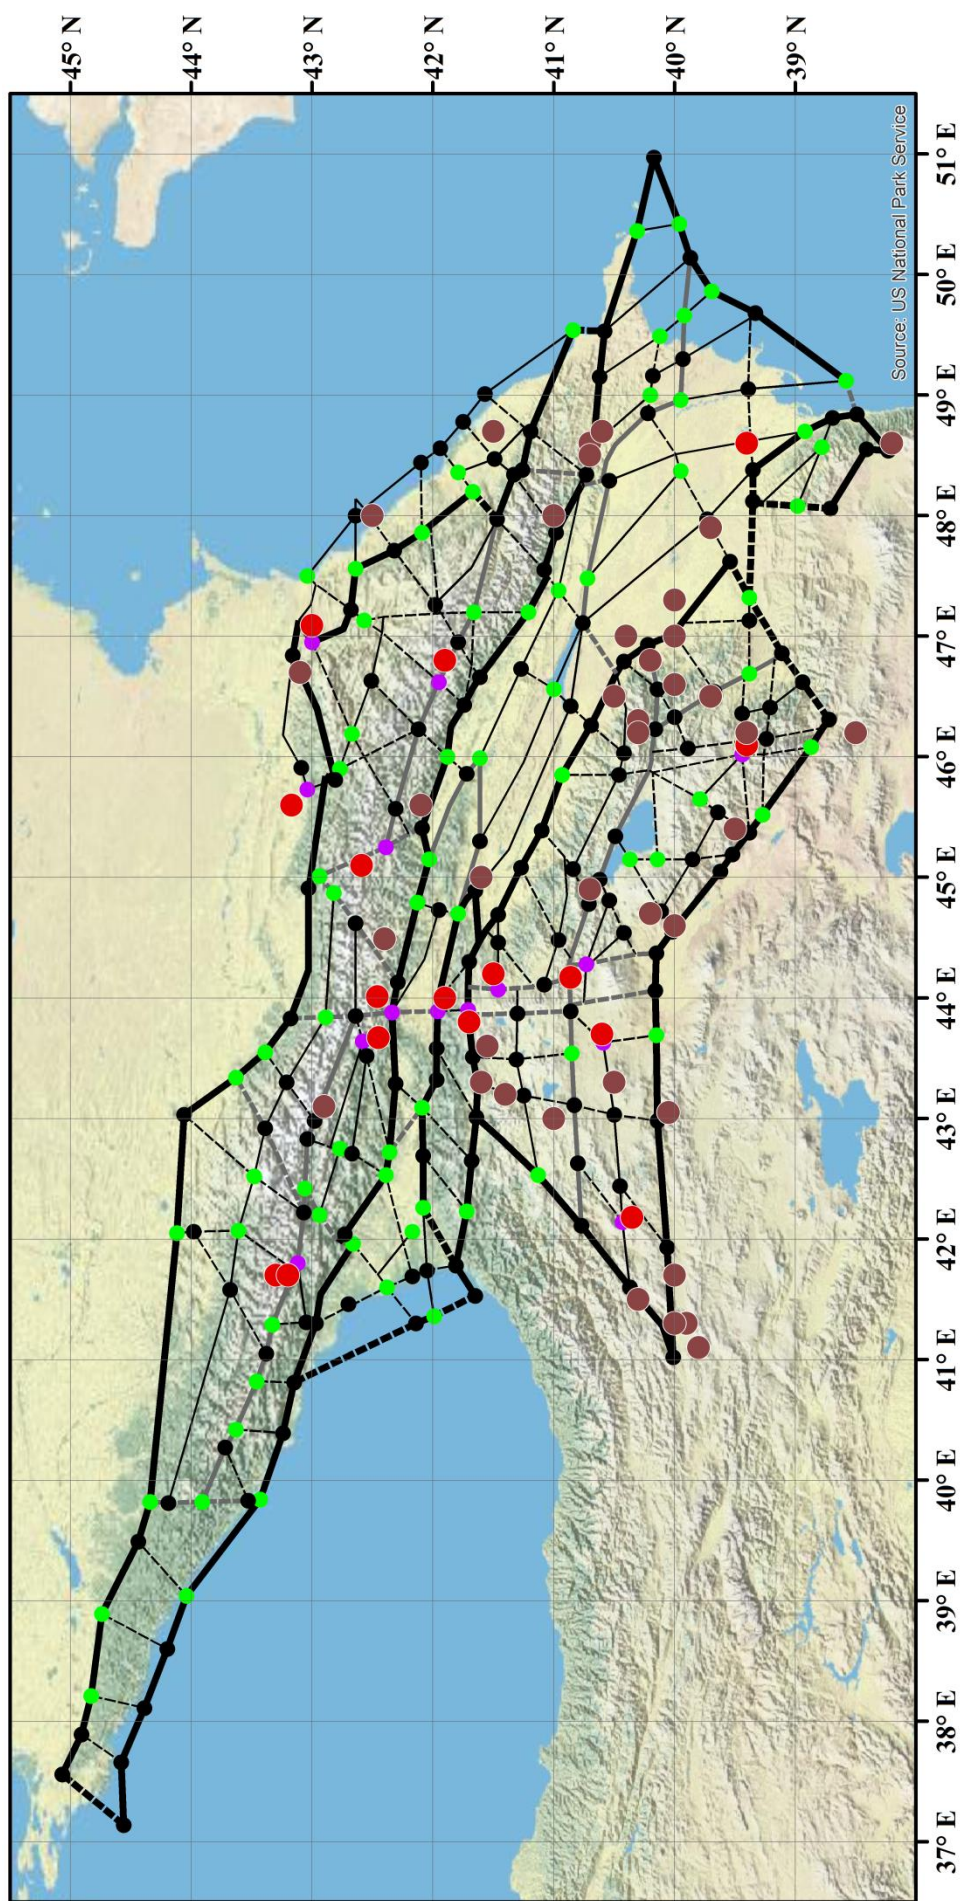 45° N
44° N
43° N
42° N
41° N
40° N
39° N
37° E
38° E
39° E
40° E
41° E
42° E
43° E
44° E
45° E
46° E
47° E
48° E
49° E
50° E
51° E
Source: US National Park Service